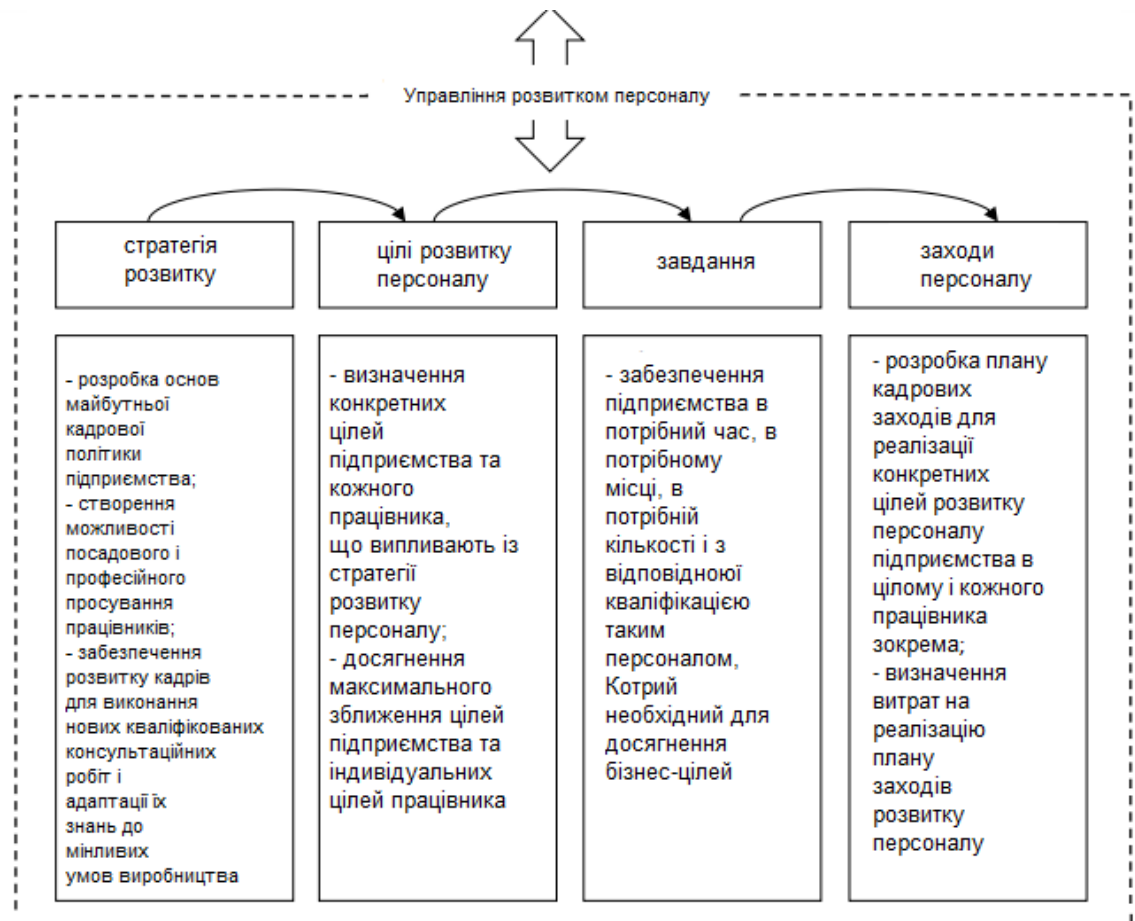 Управління розвитком персоналу
стратегія
розвитку
цілі розвитку
персоналу
завдання
заходи
персоналу
- розробка основ
майбутньої
кадрової
політики
підприємства;
- створення
можливості
посадового і
професійного
просування
працівників;
- забезпечення
розвитку кадрів
для виконання
нових кваліфікованих
консультаційних
робіт і
адаптації їх
знань до
мінливих
умов виробництва
- визначення
конкретних
цілей
підприємства та
кожного
працівника,
що випливають із
стратегії
розвитку
персоналу;
- досягнення
максимального
зближення цілей
підприємства та
індивідуальних
цілей працівника
- забезпечення
підприємства в
потрібний час, в
потрібному
місці, в
потрібній
кількості і з
відповідною
кваліфікацією
таким
персоналом,
Котрий
необхідний для
досягнення
бізнес-цілей
- розробка плану
кадрових
заходів для
реалізації
конкретних
цілей розвитку
персоналу
підприємства в
цілому і кожного
працівника
зокрема;
- визначення
витрат на
реалізацію
плану
заходів
розвитку
персоналу